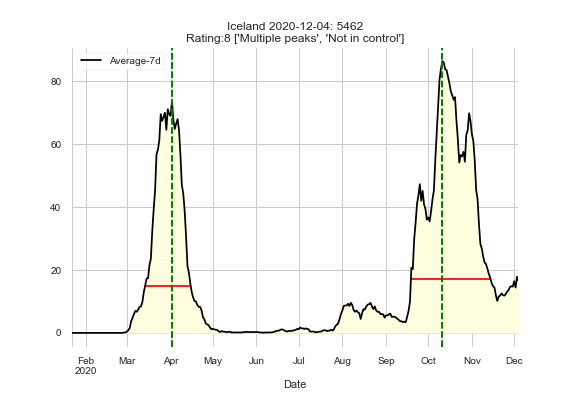 Iceland 2020-12-04: 5462
Rating:8 ['Multiple peaks', 'Not in control']
Average-7d
80
60
40
20
0
Feb Mar Apr May Jun Jul Aug Sep Oct Nov Dec
2020
Date